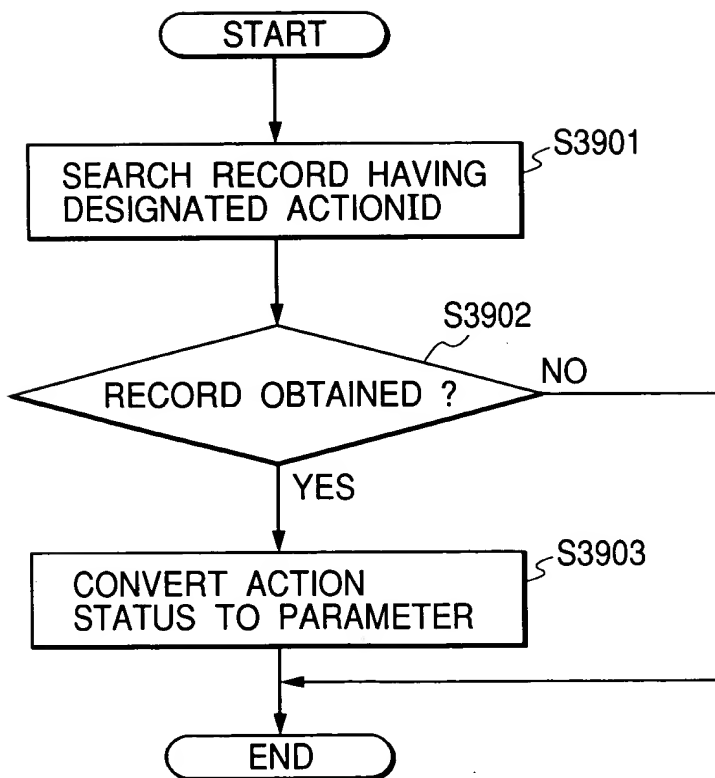 START
S3901
SEARCH RECORD HAVING
DESIGNATED ACTIONID
S3902
RECORD OBTAINED ?
NO
YES
S3903
CONVERT ACTION
STATUS TO PARAMETER
END